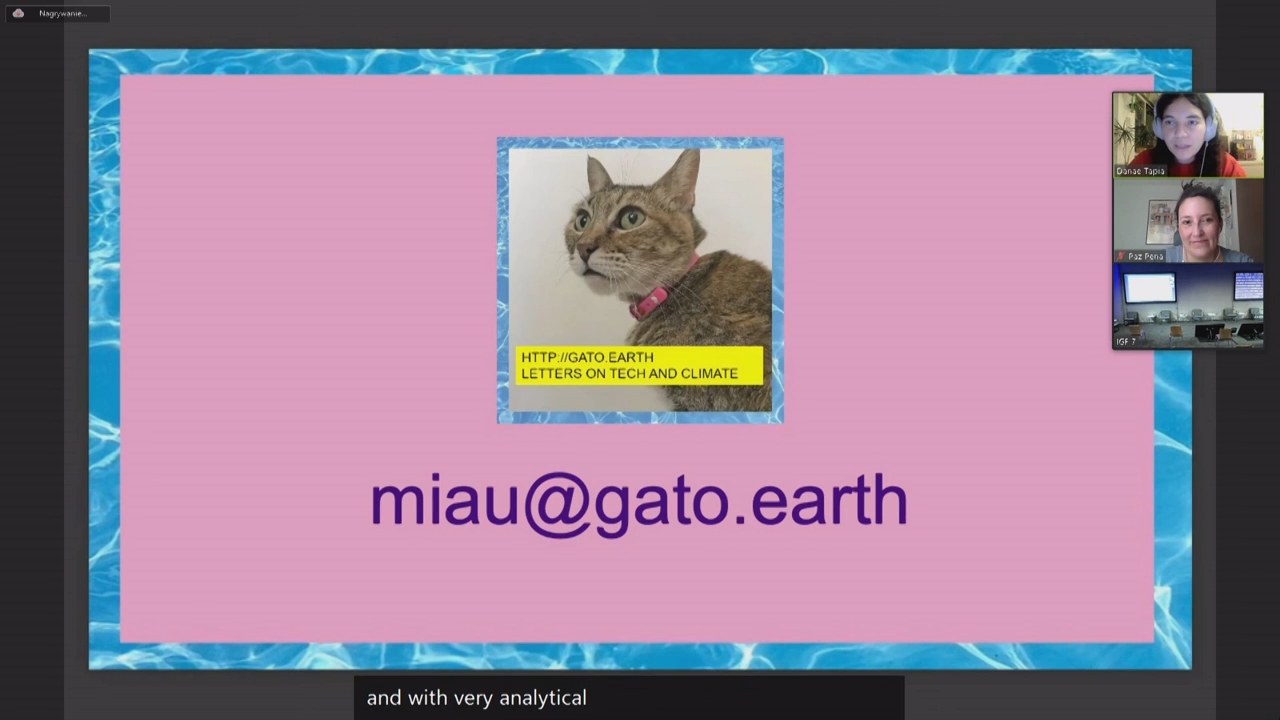 Nagrywanie...
HTTP://GATO.EARTH
LETTERS ON TECH AND CLIMATE
miau@gato.earth
Danae Tapia
Paz Pena
IGF 7
and with very analytical